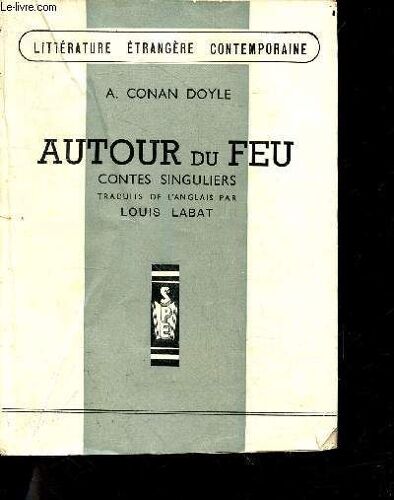 Le-livre.com
LITTÉRATURE ÉTRANGÈRE CONTEMPORAINE
A. CONAN DOYLE
AUTOUR DU FEU
CONTES SINGULIERS
TRADUITS DE L'ANGLAIS PAR
LOUIS LABAT
S
P
E